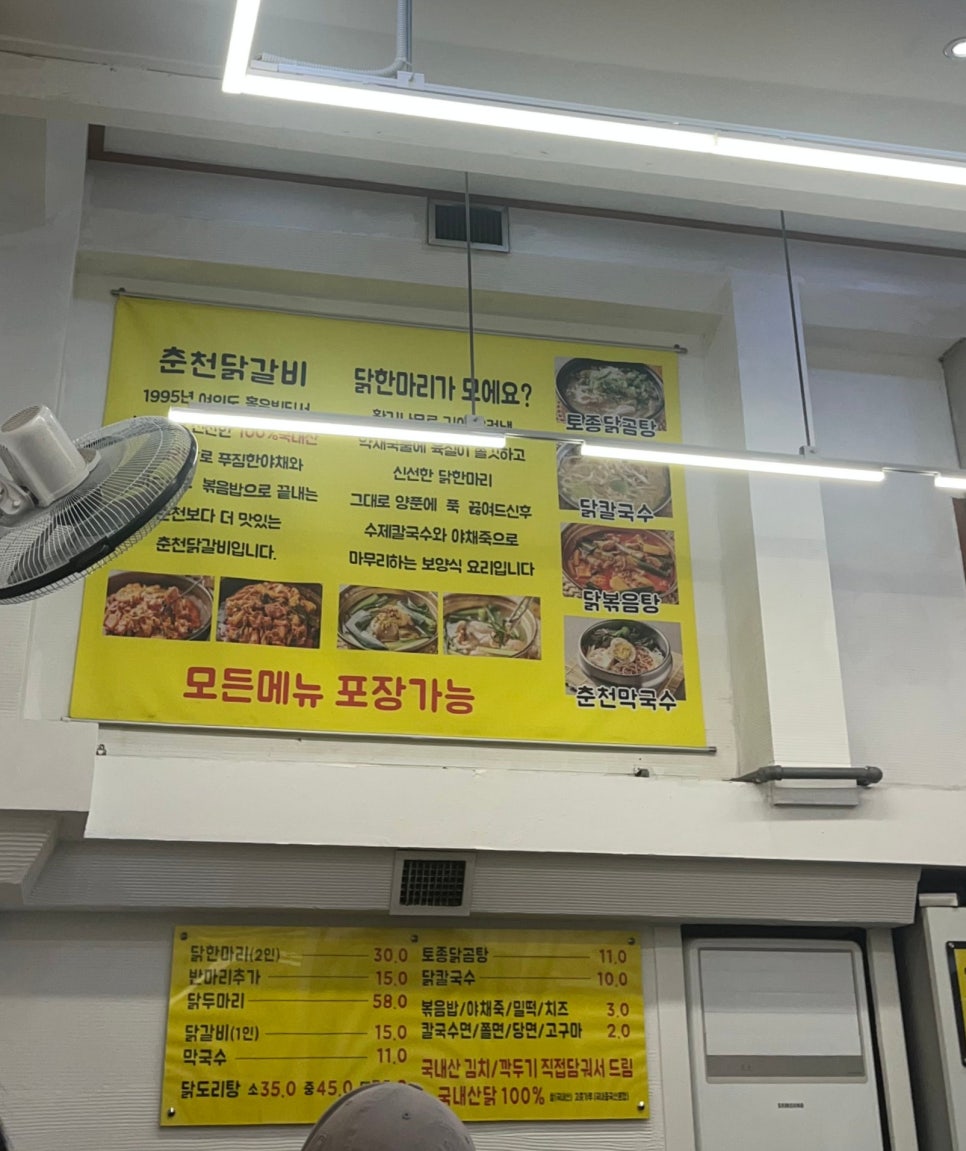 춘천닭갈비
1995년 여의도
100%국내산
로 푸짐한야채와
볶음밥으로 끝내는
보다 더 맛있는
춘천닭갈비입니다.
닭한마리가 모에요?
신선한 닭한마리
그대로 양푼에 푹 끓여드신후
수제칼국수와 야채죽으로
마무리하는 보양식 요리입니다
토종닭곰탕
닭칼국수
닭볶음탕
춘천막국수
모든메뉴 포장가능
닭한마리(2인) 30.0
반마리추가 15.0
닭두마리 58.0
닭갈비(1인) 15.0
막국수 11.0
닭도리탕 소35.0 중45.0
토종닭곰탕 11.0
닭칼국수 10.0
볶음밥/야채죽/밀떡/치즈 3.0
칼국수면/쫄면/당면/고구마 2.0
국내산 김치/깍두기 직접담궈서 드림
국내산닭 100%
SAMSUNG